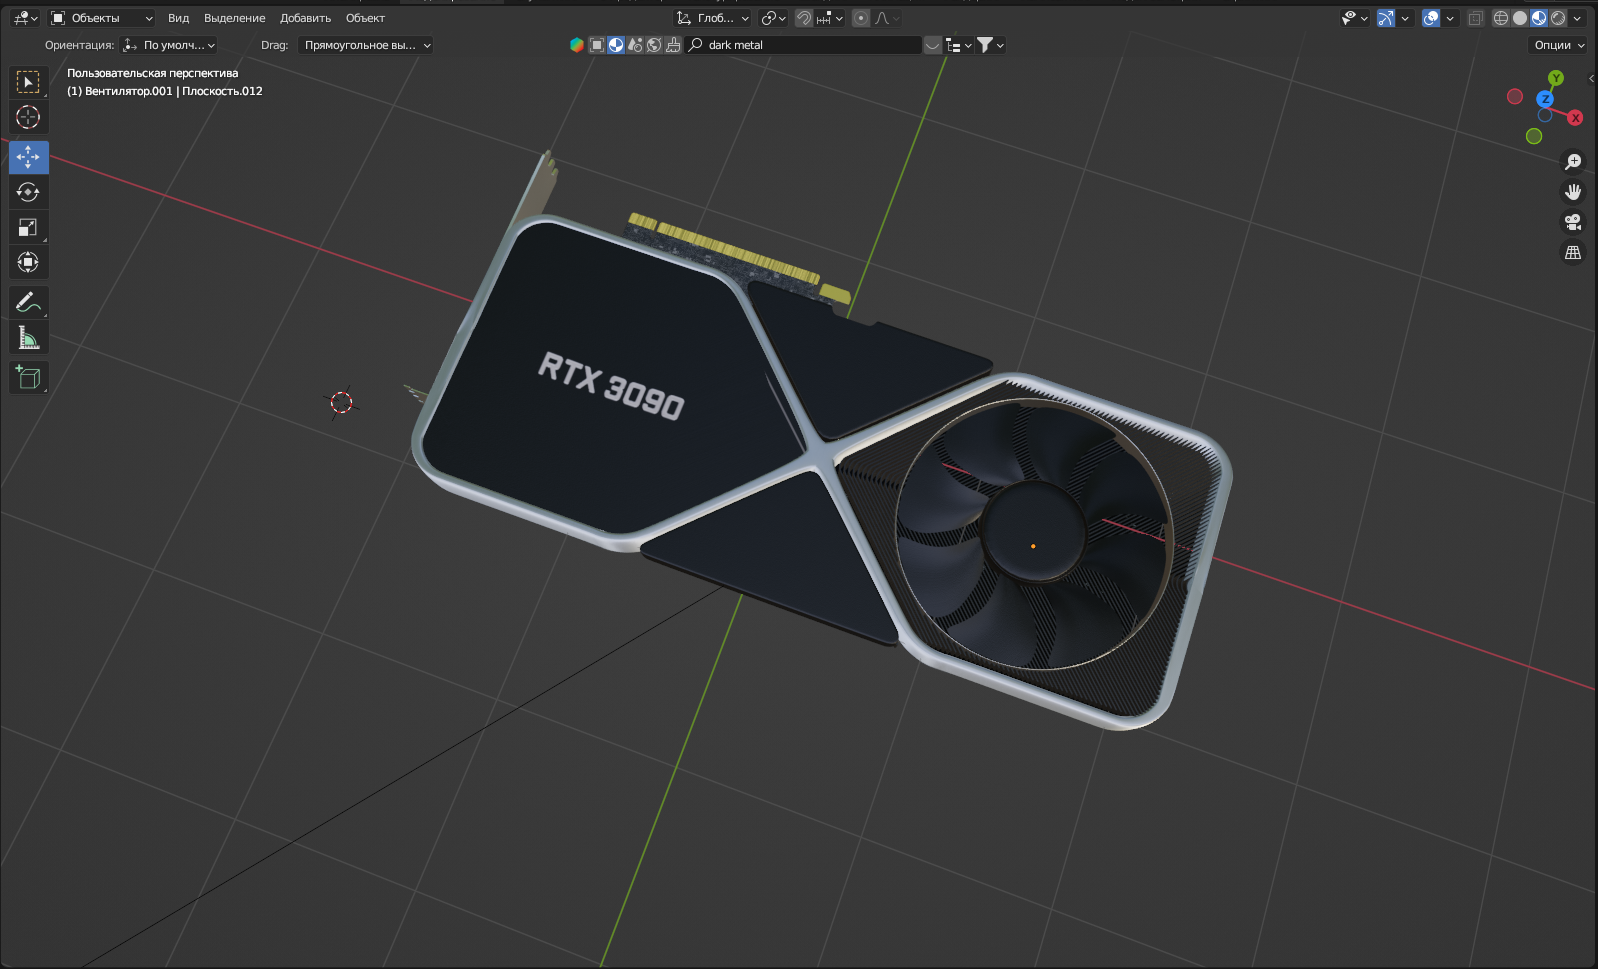 Объекты Вид Выделение Добавить Объект Глоб...
Ориентация: По умолч... Drag: Прямоугольное вы... dark metal Опции
Пользовательская перспектива
(1) Вентилятор.001 | Плоскость.012
Y
Z
X
RTX 3090